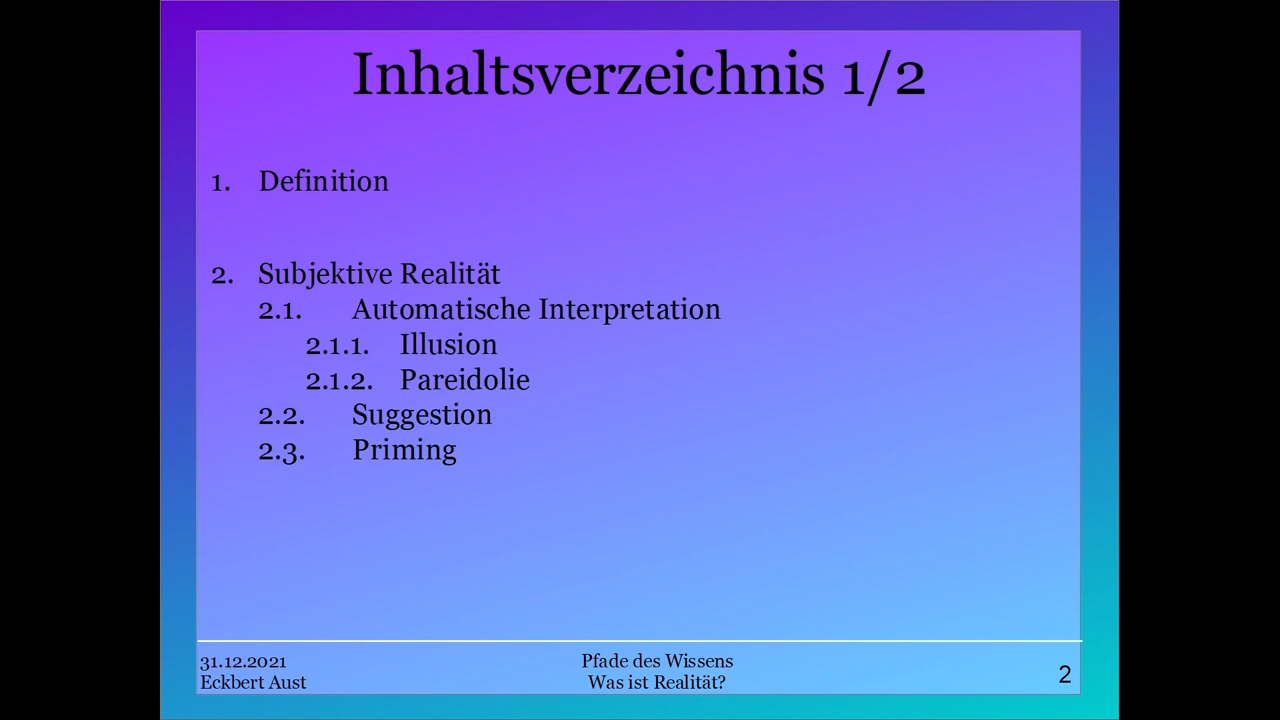 Inhaltsverzeichnis 1/2
1. Definition
2. Subjektive Realität
2.1. Automatische Interpretation
2.1.1. Illusion
2.1.2. Pareidolie
2.2. Suggestion
2.3. Priming
31.12.2021
Eckbert Aust
Pfade des Wissens
Was ist Realität?
2